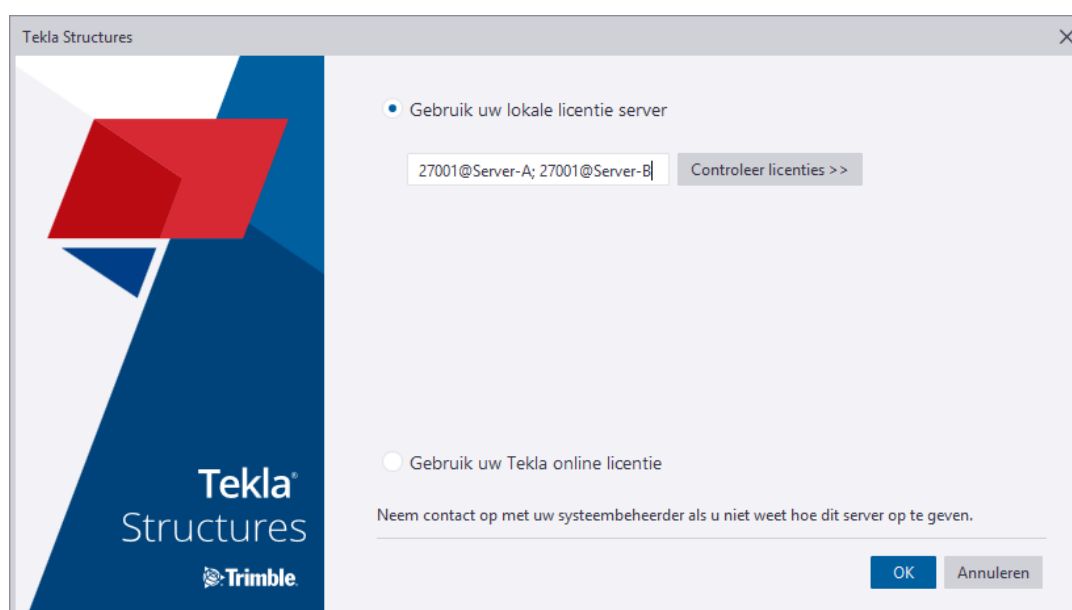 Tekla Structures
Gebruik uw lokale licentie server
27001@Server-A; 27001@Server-B
Controleer licenties >>
Gebruik uw Tekla online licentie
Neem contact op met uw systeembeheerder als u niet weet hoe dit server op te geven.
Tekla®
Structures
Trimble.
OK
Annuleren